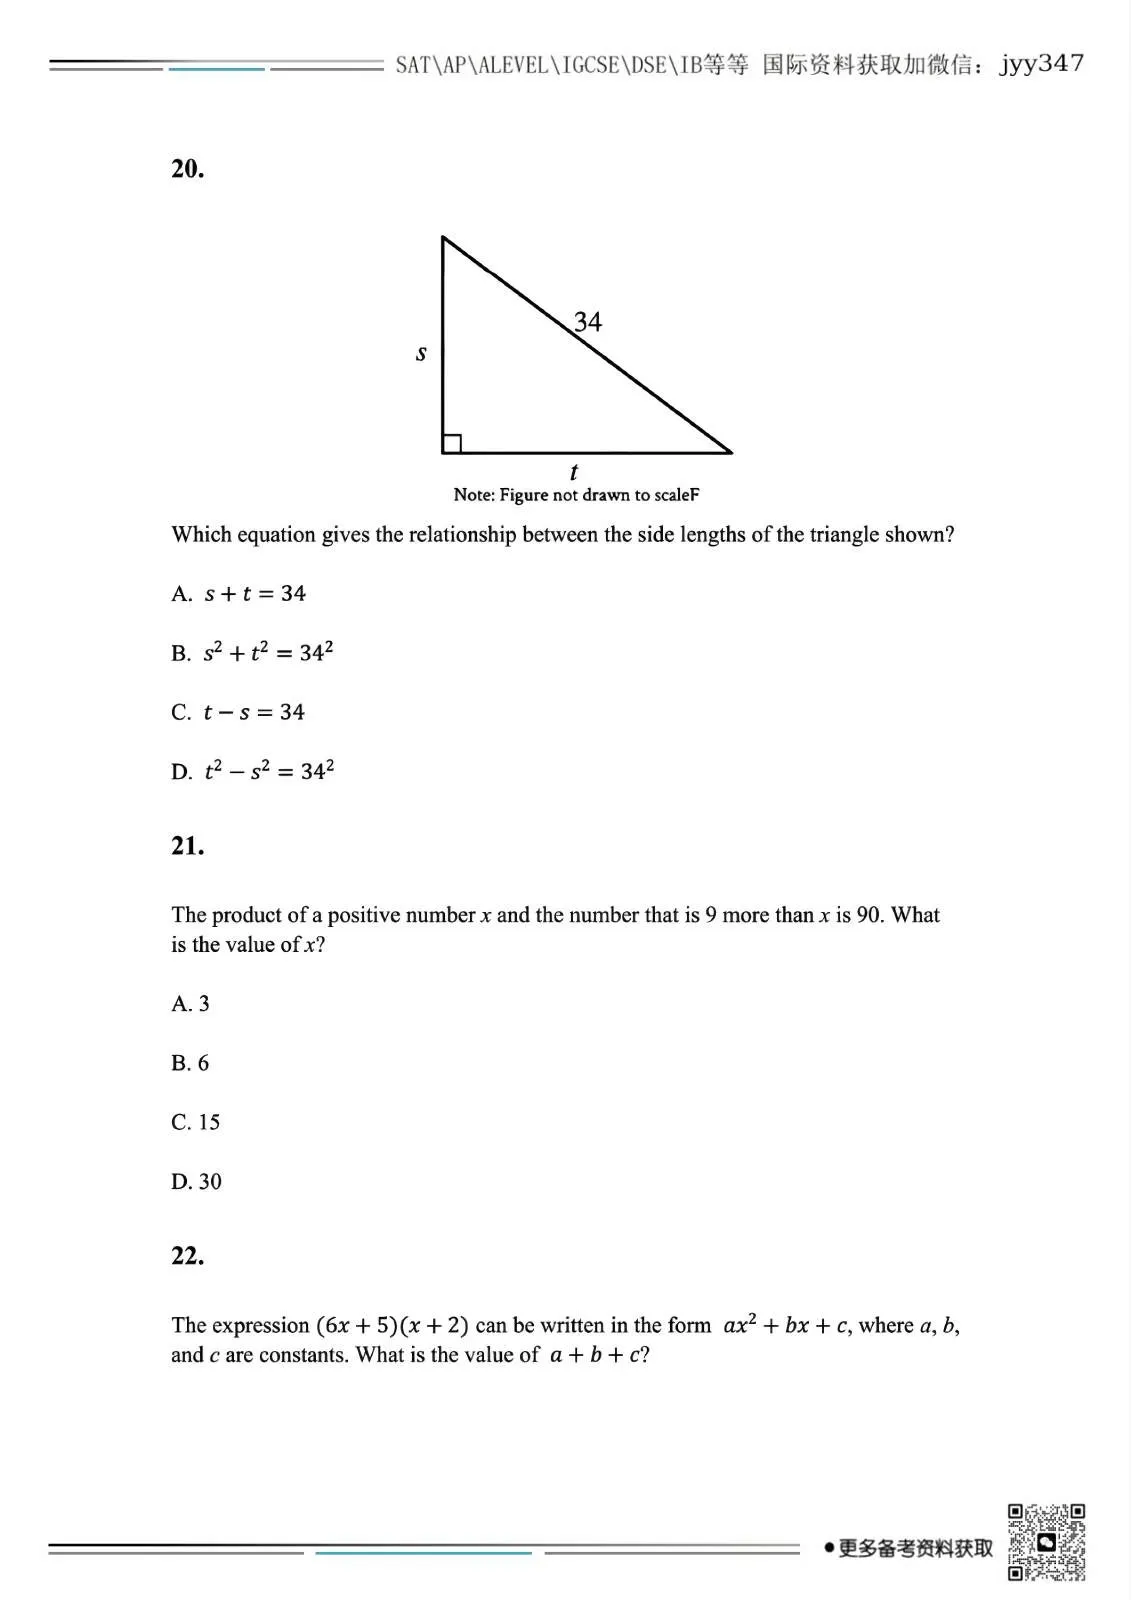 SAT\AP\ALEVEL\IGCSE\DSE\IB等等 国际资料获取加微信：jyy347
20.
34
s
t
Note: Figure not drawn to scaleF
Which equation gives the relationship between the side lengths of the triangle shown?
A. s + t = 34
B. s² + t² = 34²
C. t − s = 34
D. t² − s² = 34²
21.
The product of a positive number x and the number that is 9 more than x is 90. What
is the value of x?
A. 3
B. 6
C. 15
D. 30
22.
The expression (6x + 5)(x + 2) can be written in the form ax² + bx + c, where a, b,
and c are constants. What is the value of a + b + c?
●更多备考资料获取